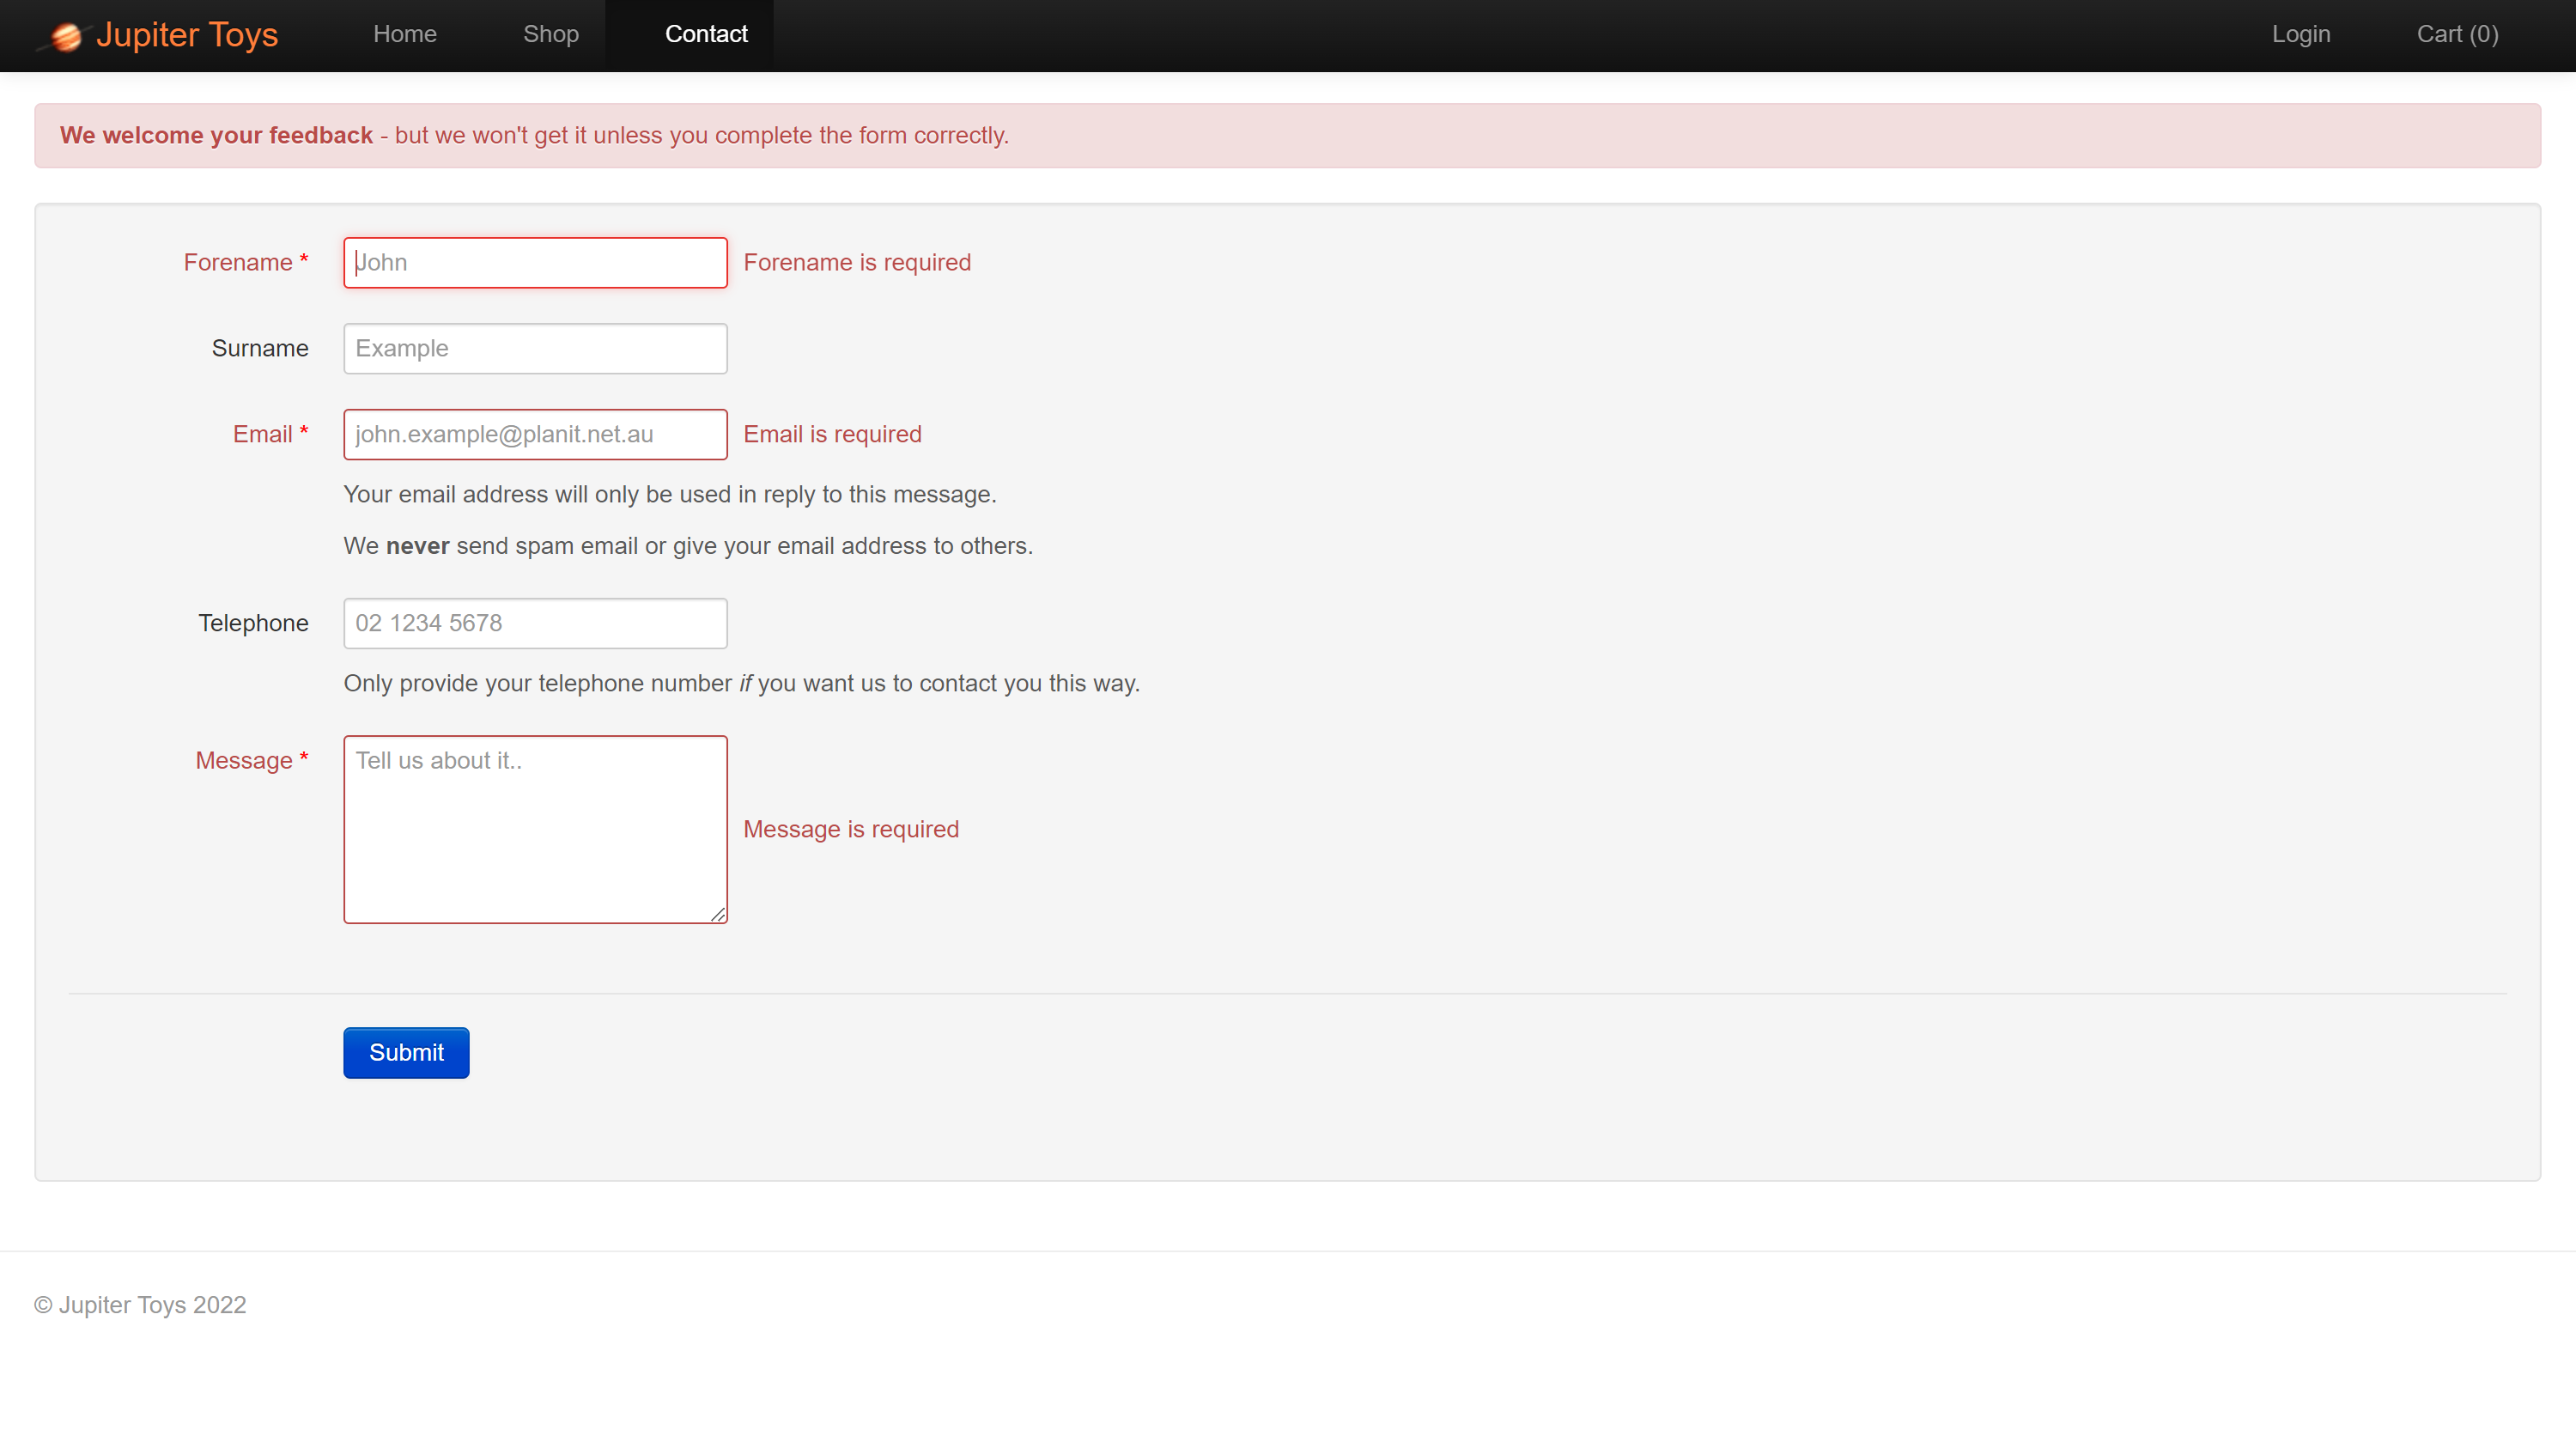 Jupiter Toys Home Shop Contact Login Cart (0)
We welcome your feedback - but we won't get it unless you complete the form correctly.
Forename * John Forename is required
Surname Example
Email * john.example@planit.net.au Email is required
Your email address will only be used in reply to this message.
We never send spam email or give your email address to others.
Telephone 02 1234 5678
Only provide your telephone number if you want us to contact you this way.
Message * Tell us about it..
Message is required
Submit
© Jupiter Toys 2022